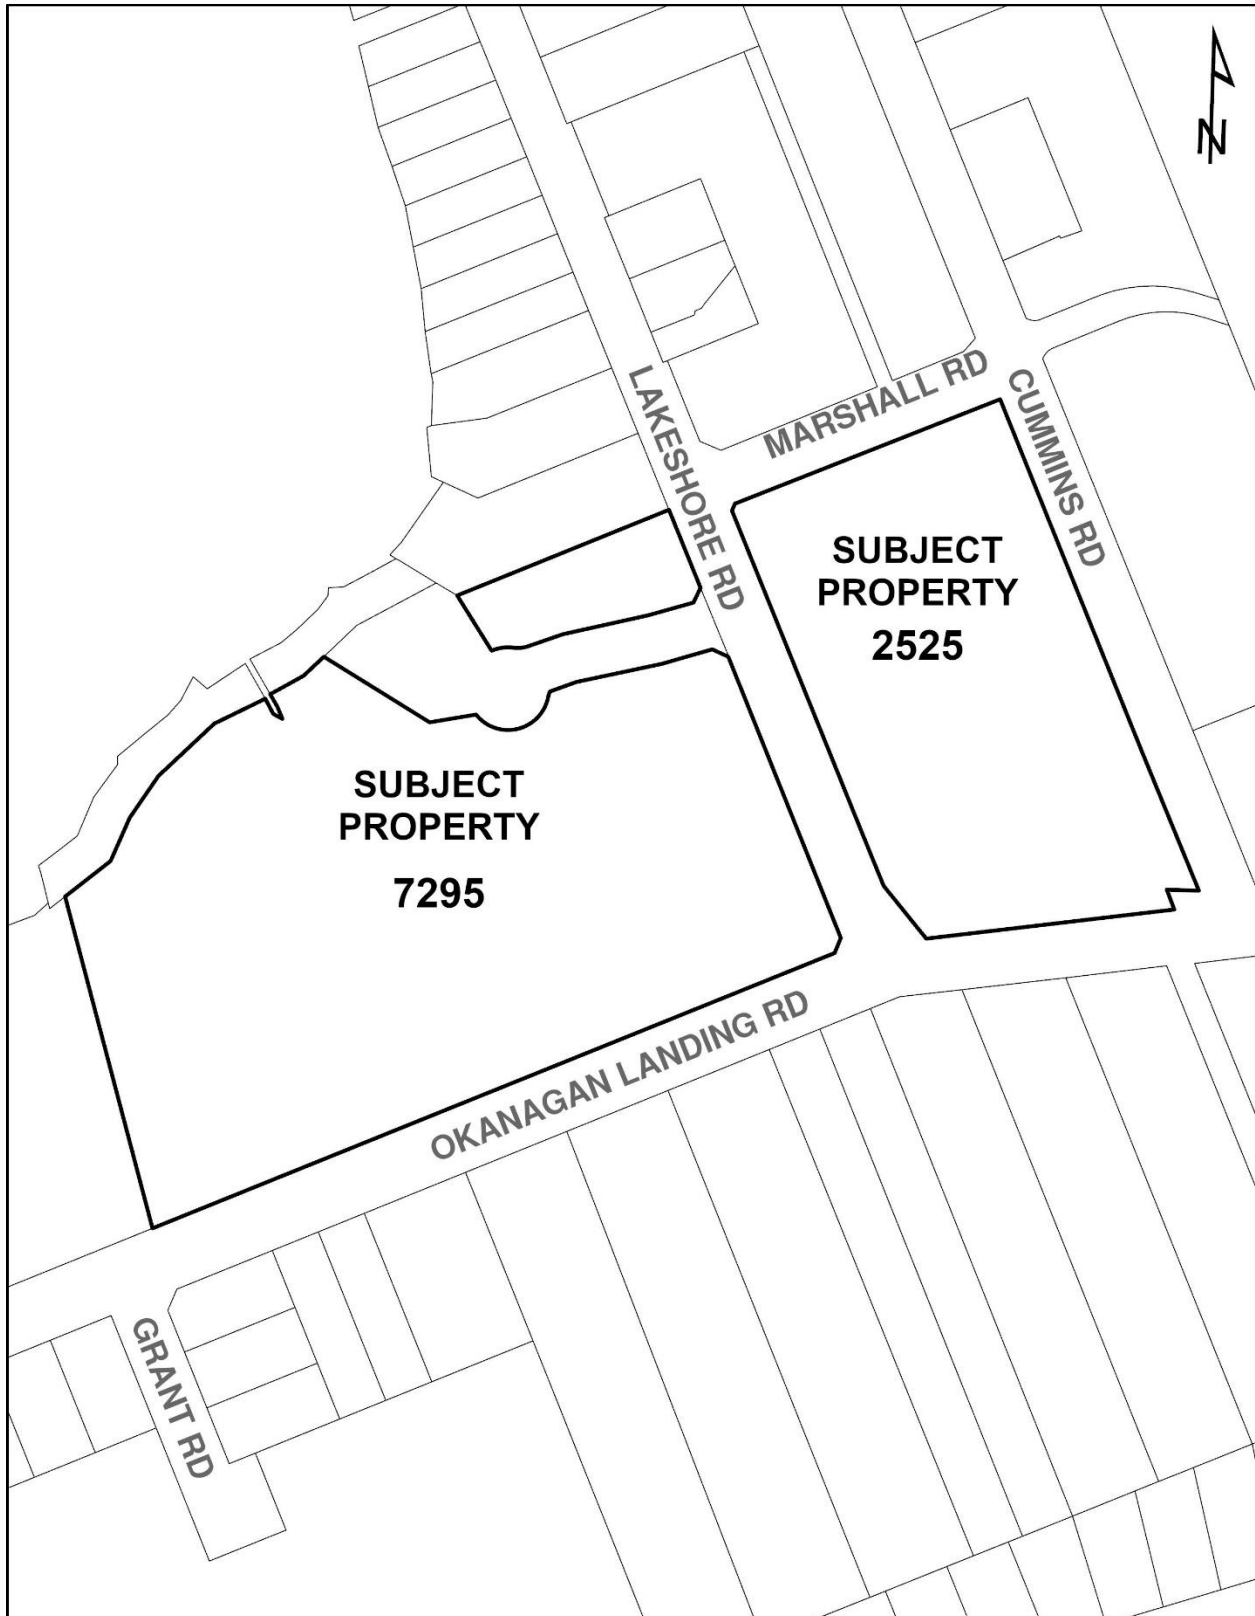 N
MARSHALL RD
LAKESHORE RD
CUMMINS RD
SUBJECT
PROPERTY
2525
SUBJECT
PROPERTY
7295
OKANAGAN LANDING RD
GRANT RD